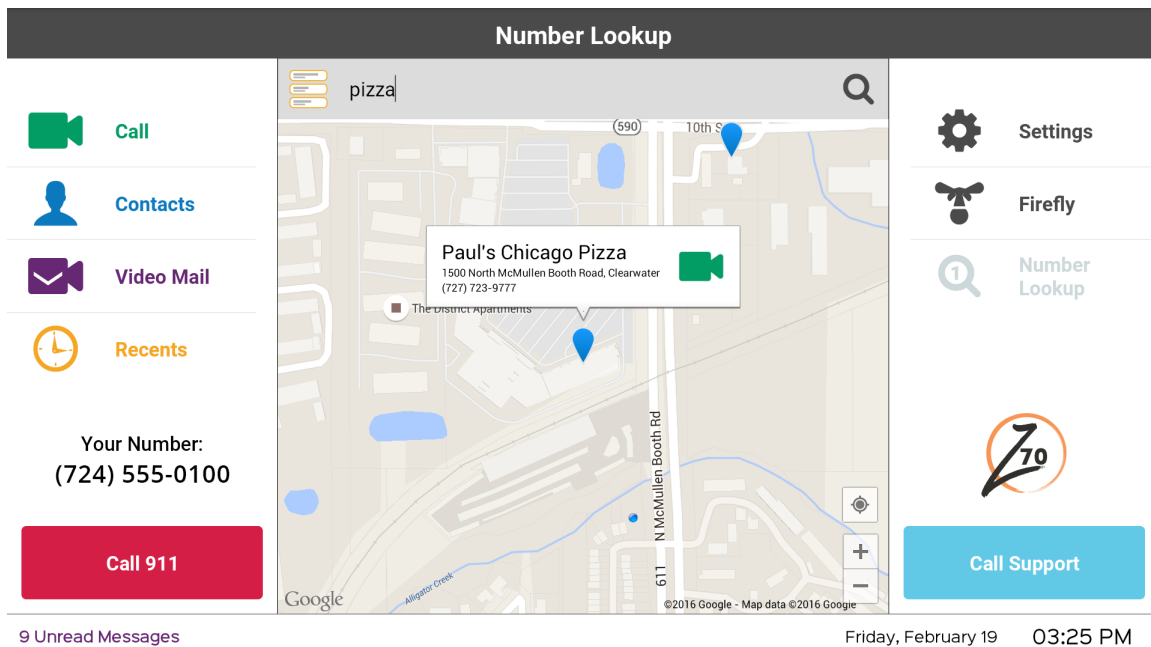 Number Lookup
pizza
Call
Contacts
Video Mail
Recents
Your Number:
(724) 555-0100
Call 911
590
10th S
Paul's Chicago Pizza
1500 North McMullen Booth Road, Clearwater
(727) 723-9777
The District Apartments
N McMullen Booth Rd
611
Alligator Creek
Google
©2016 Google - Map data ©2016 Google
Settings
Firefly
1
Number
Lookup
Z70
Call Support
9 Unread Messages
Friday, February 19
03:25 PM